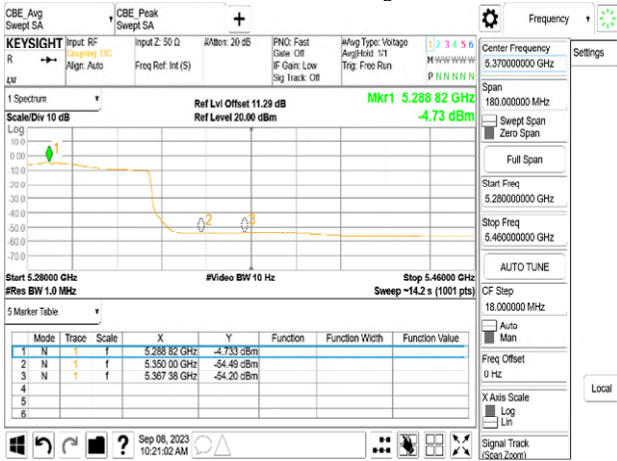 CBE_Avg
Swept SA
CBE_Peak
Swept SA
+
Frequency
KEYSIGHT
R
Input: RF
Coupling: DC
Align: Auto
Input Z: 50 Ω
Freq Ref: Int (S)
#Atten: 20 dB
PNO: Fast
Gate: Off
IF Gain: Low
Sig Track: Off
#Avg Type: Voltage
Avg|Hold: 1/1
Trig: Free Run
1 2 3 4 5 6
M W W W W W
P N N N N N
Center Frequency
5.370000000 GHz
Settings
1 Spectrum
Scale/Div 10 dB
Ref Lvl Offset 11.29 dB
Ref Level 20.00 dBm
Mkr1 5.288 82 GHz
-4.73 dBm
Span
180.000000 MHz
Swept Span
Zero Span
Full Span
Log
10.0
0.00
-10.0
-20.0
-30.0
-40.0
-50.0
-60.0
-70.0
1
2
3
Start Freq
5.280000000 GHz
Stop Freq
5.460000000 GHz
AUTO TUNE
Start 5.28000 GHz
#Res BW 1.0 MHz
#Video BW 10 Hz
Stop 5.46000 GHz
Sweep ~14.2 s (1001 pts)
CF Step
18.000000 MHz
Auto
Man
5 Marker Table
Mode Trace Scale X Y Function Function Width Function Value
1 N 1 f 5.288 82 GHz -4.733 dBm
2 N 1 f 5.350 00 GHz -54.49 dBm
3 N 1 f 5.367 38 GHz -54.20 dBm
4
5
6
Freq Offset
0 Hz
X Axis Scale
Log
Lin
Local
Sep 08, 2023
10:21:02 AM
?
Signal Track
(Span Zoom)